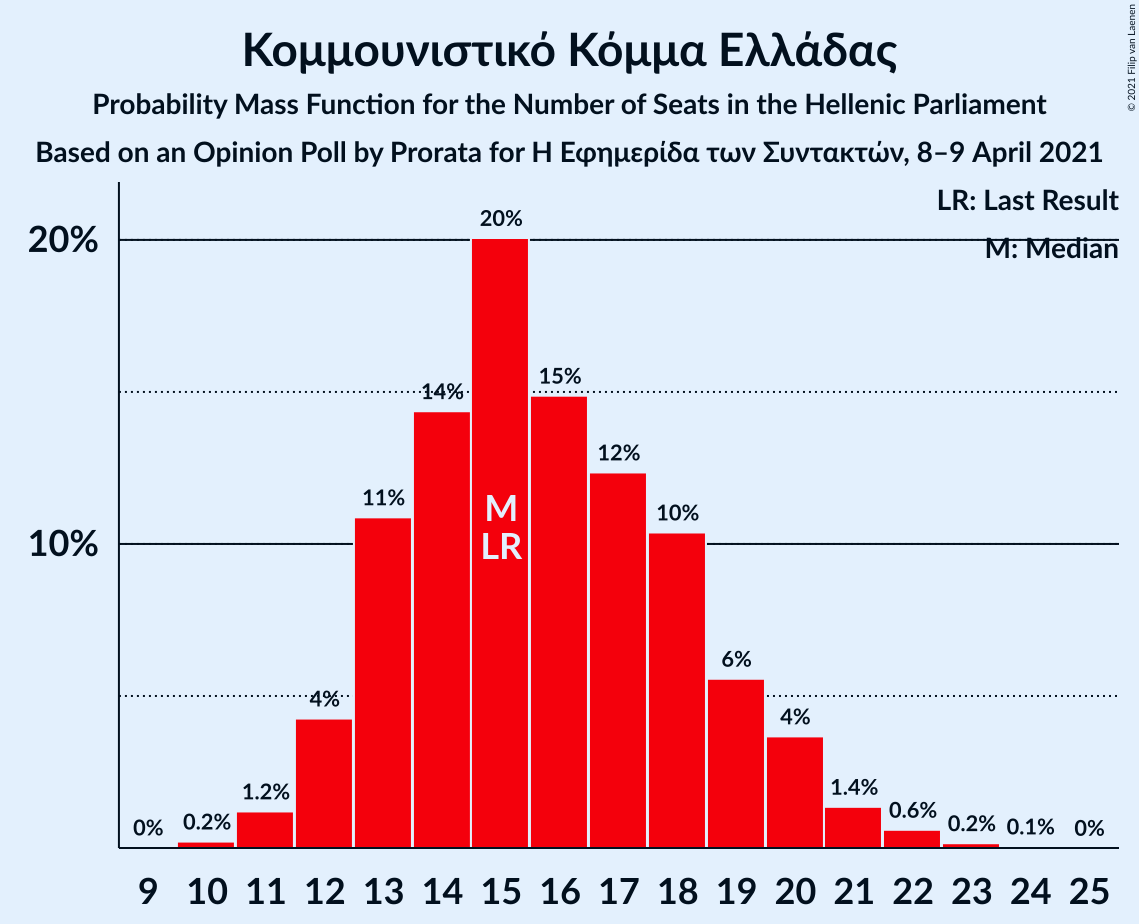 Κομμουνιστικό Κόμμα Ελλάδας
Probability Mass Function for the Number of Seats in the Hellenic Parliament
Based on an Opinion Poll by Prorata for Η Εφημερίδα των Συντακτών, 8–9 April 2021
© 2021 Filip van Laenen
LR: Last Result
M: Median
20%
10%
0%
0.2%
1.2%
4%
11%
14%
20%
15%
12%
10%
6%
4%
1.4%
0.6%
0.2%
0.1%
0%
M
LR
9 10 11 12 13 14 15 16 17 18 19 20 21 22 23 24 25